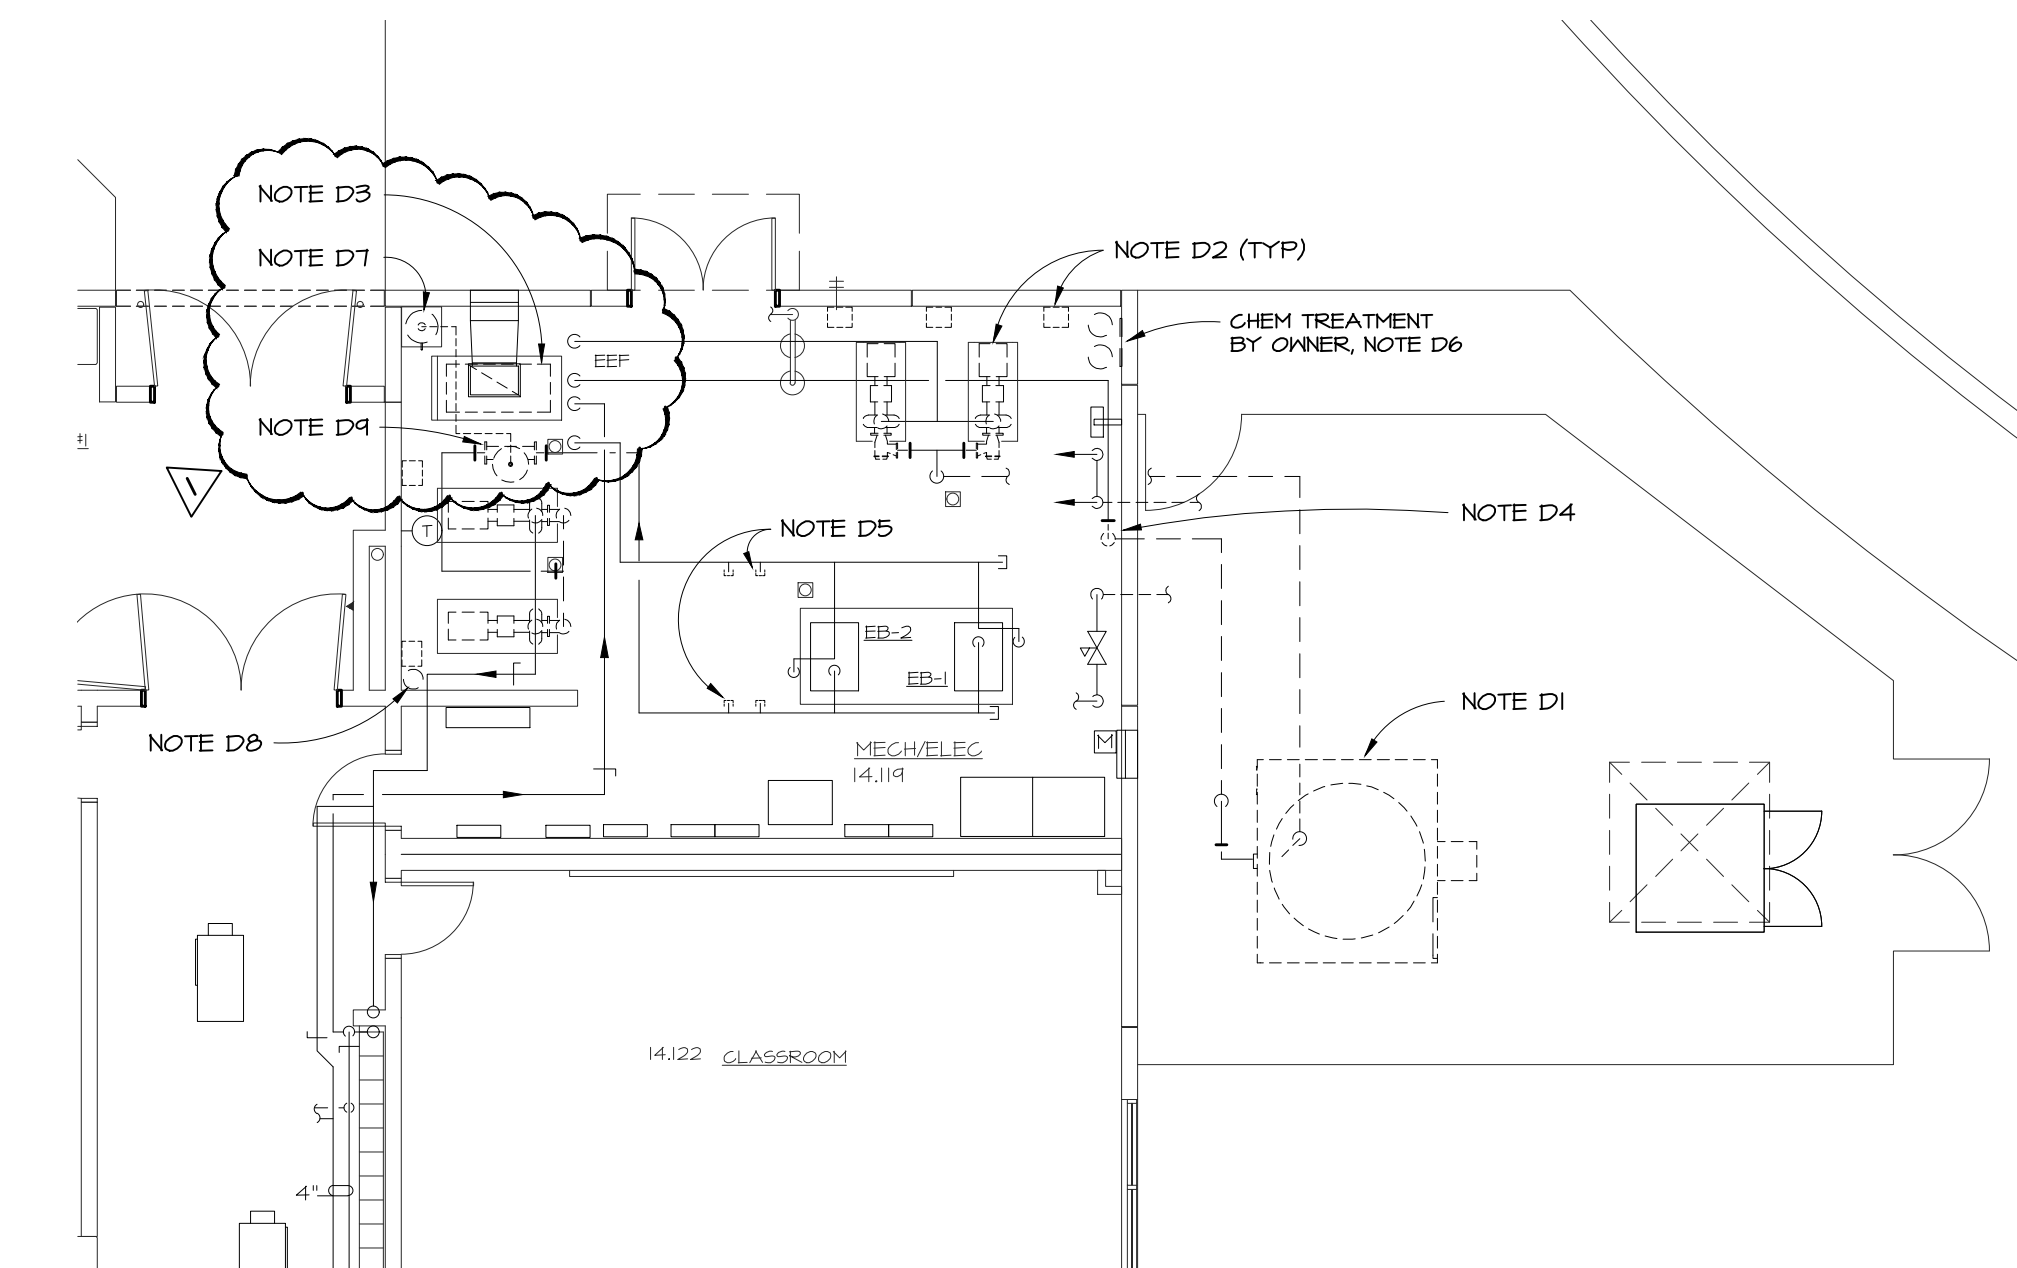 NOTE D3
NOTE D7
NOTE D2 (TYP)
CHEM TREATMENT
BY OWNER, NOTE D6
EEF
NOTE D9
#1
1
NOTE D4
T
NOTE D5
EB-2
EB-1
NOTE D1
NOTE D8
MECH/ELEC
14.119
M
14.122 CLASSROOM
4"